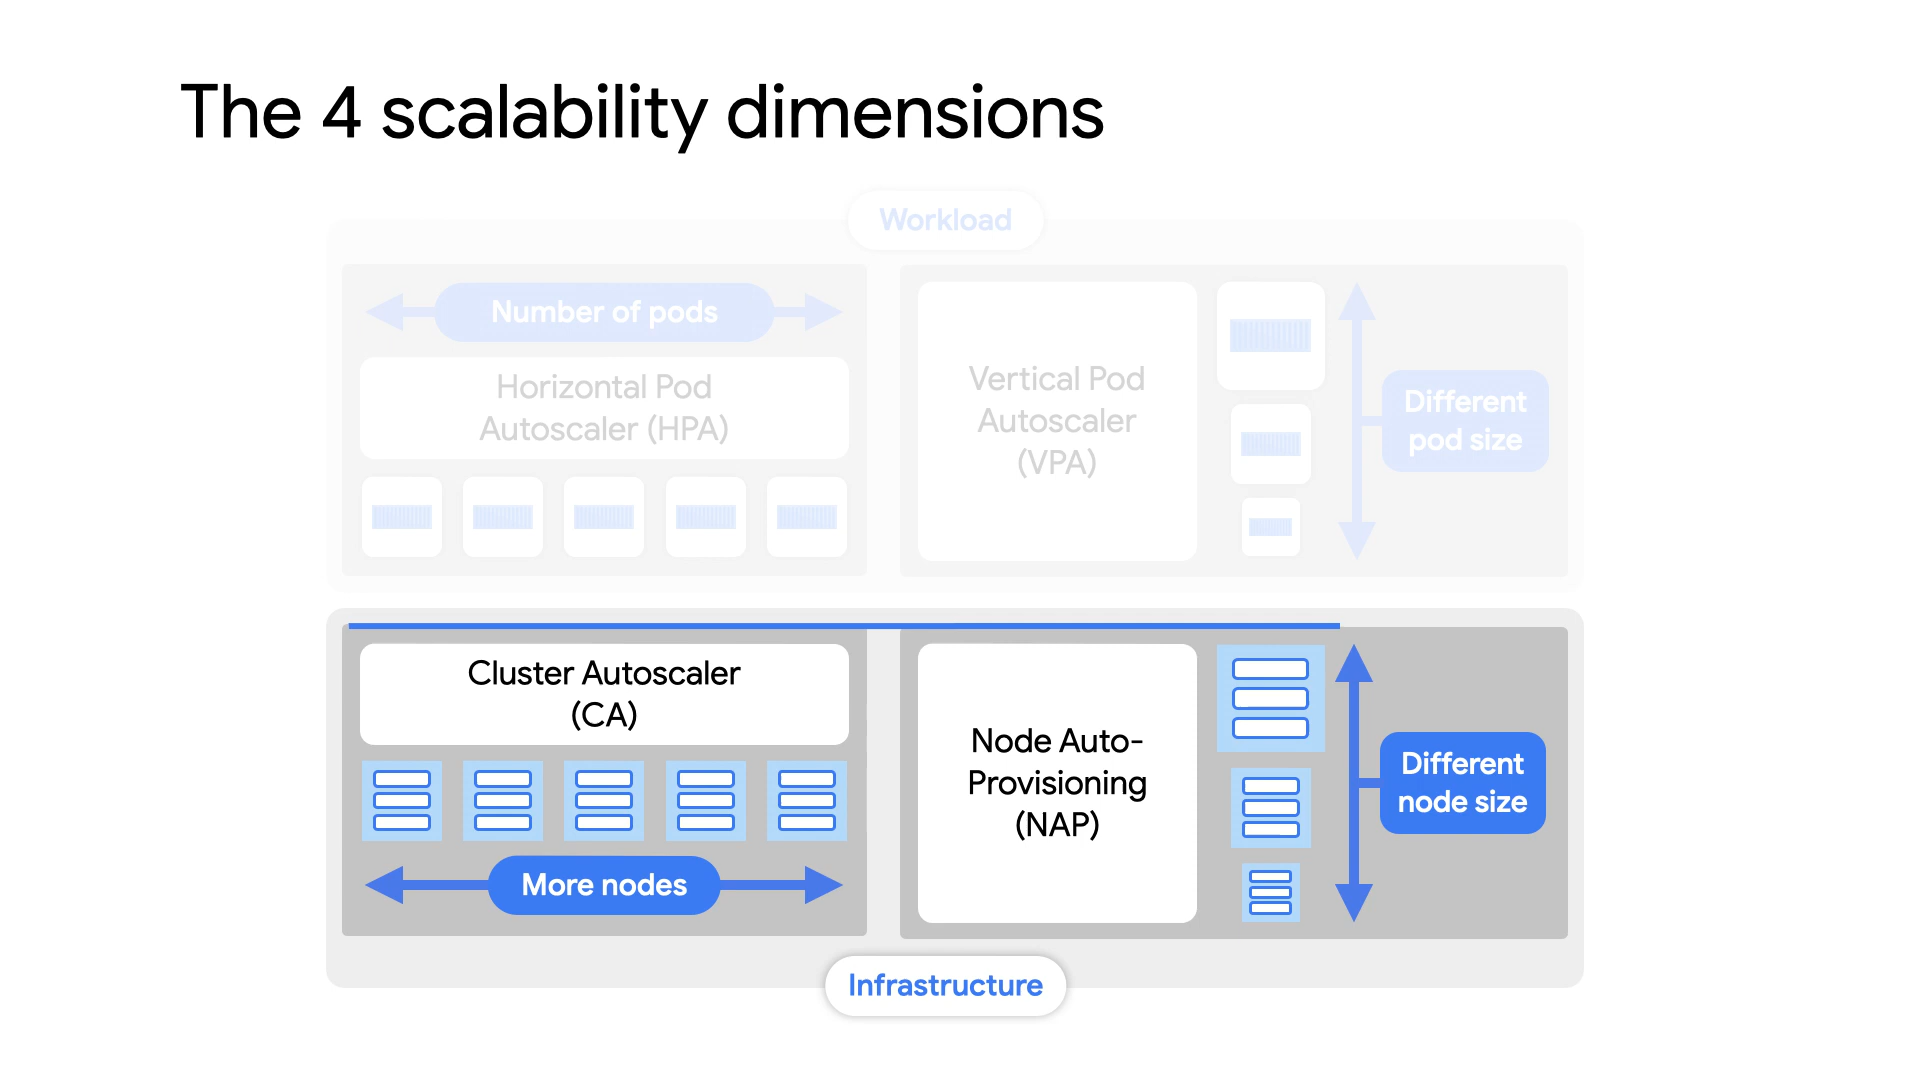 The 4 scalability dimensions
Workload
Number of pods
Horizontal Pod
Autoscaler (HPA)
Vertical Pod
Autoscaler
(VPA)
Different
pod size
Cluster Autoscaler
(CA)
More nodes
Node Auto-
Provisioning
(NAP)
Different
node size
Infrastructure